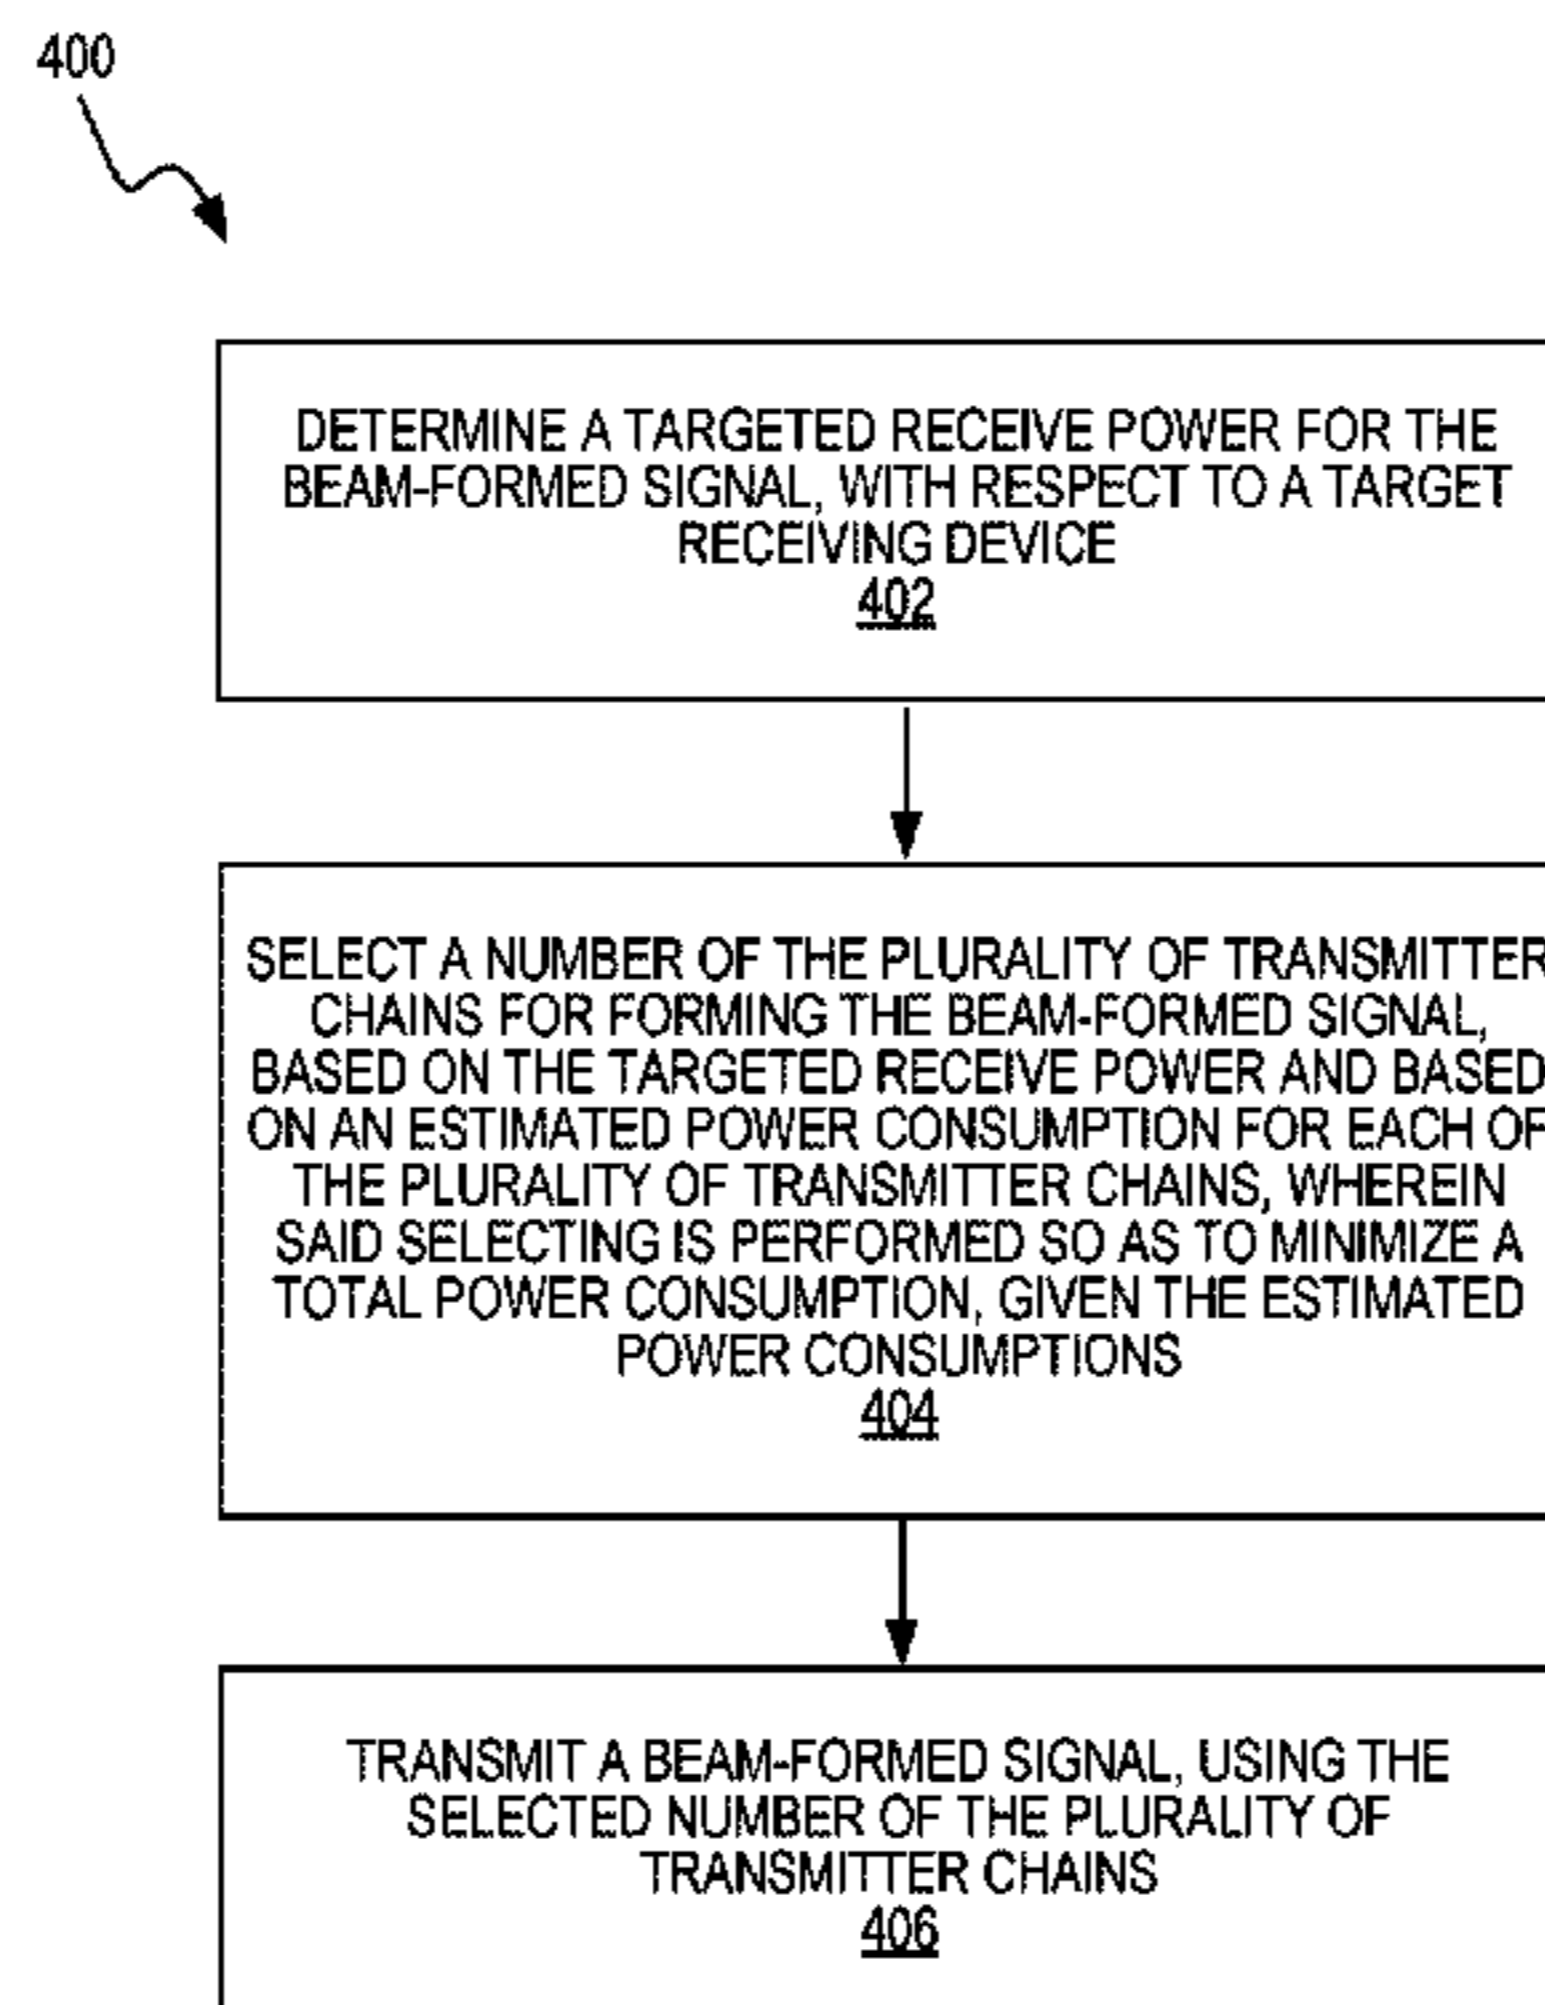 400
DETERMINE A TARGETED RECEIVE POWER FOR THE
BEAM-FORMED SIGNAL, WITH RESPECT TO A TARGET
RECEIVING DEVICE
402
SELECT A NUMBER OF THE PLURALITY OF TRANSMITTER
CHAINS FOR FORMING THE BEAM-FORMED SIGNAL,
BASED ON THE TARGETED RECEIVE POWER AND BASED
ON AN ESTIMATED POWER CONSUMPTION FOR EACH OF
THE PLURALITY OF TRANSMITTER CHAINS, WHEREIN
SAID SELECTING IS PERFORMED SO AS TO MINIMIZE A
TOTAL POWER CONSUMPTION, GIVEN THE ESTIMATED
POWER CONSUMPTIONS
404
TRANSMIT A BEAM-FORMED SIGNAL, USING THE
SELECTED NUMBER OF THE PLURALITY OF
TRANSMITTER CHAINS
406